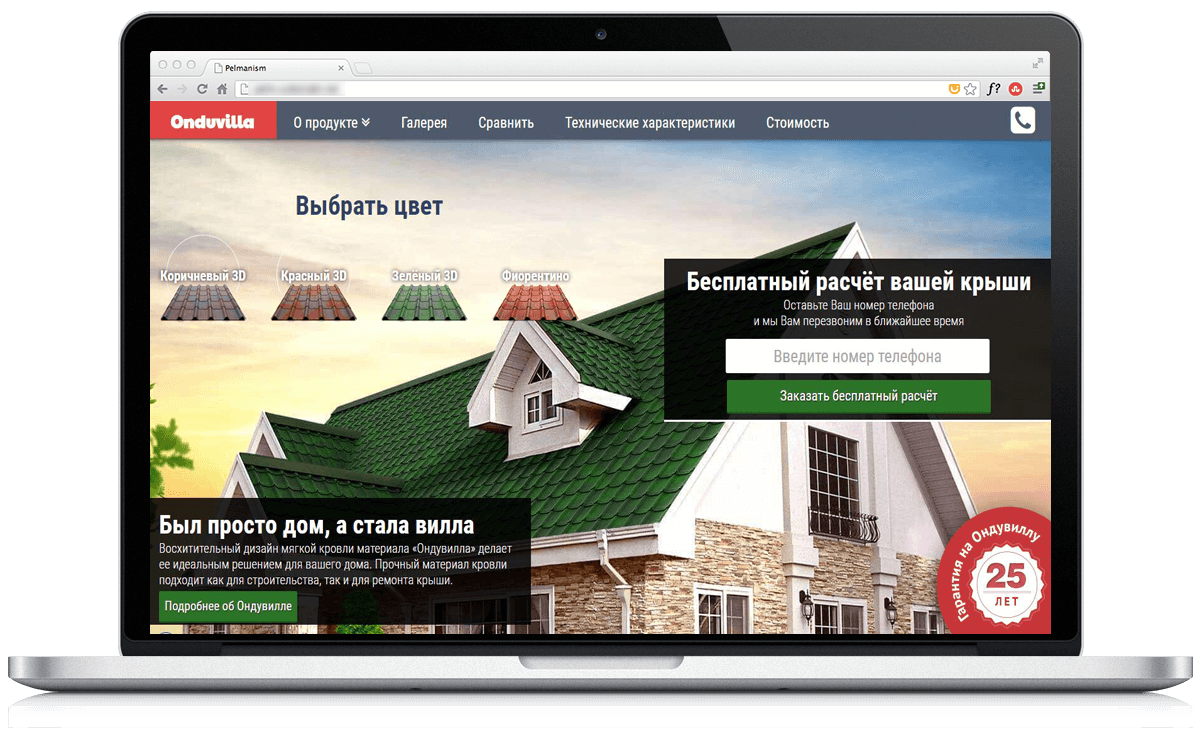 Pelmanism
f?
Onduvilla
О продукте
Галерея
Сравнить
Технические характеристики
Стоимость
Выбрать цвет
Коричневый 3D
Красный 3D
Зелёный 3D
Фиорентино
Бесплатный расчёт вашей крыши
Оставьте Ваш номер телефона
и мы Вам перезвоним в ближайшее время
Введите номер телефона
Заказать бесплатный расчёт
Был просто дом, а стала вилла
Восхитительный дизайн мягкой кровли материала «Ондувилла» делает
ее идеальным решением для вашего дома. Прочный материал кровли
подходит как для строительства, так и для ремонта крыши.
Подробнее об Ондувилле
Гарантия на Ондувиллу
25
ЛЕТ